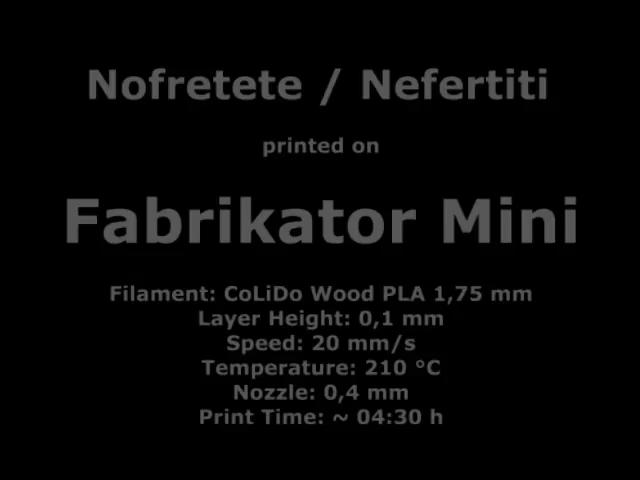 Nofretete / Nefertiti
printed on
Fabrikator Mini
Filament: CoLiDo Wood PLA 1,75 mm
Layer Height: 0,1 mm
Speed: 20 mm/s
Temperature: 210 °C
Nozzle: 0,4 mm
Print Time: ~ 04:30 h